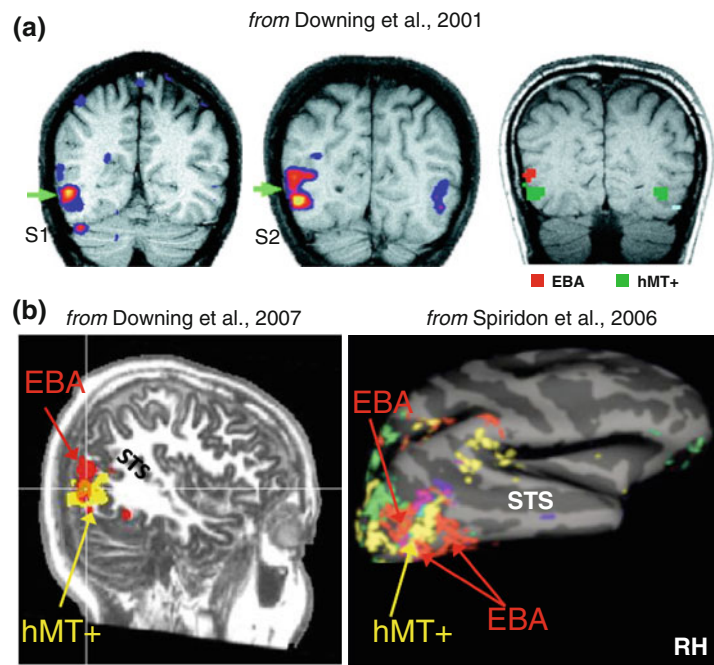 (a)
from Downing et al., 2001
S1
S2
EBA hMT+
(b)
from Downing et al., 2007
from Spiridon et al., 2006
EBA
STS
hMT+
EBA
STS
hMT+
EBA
RH